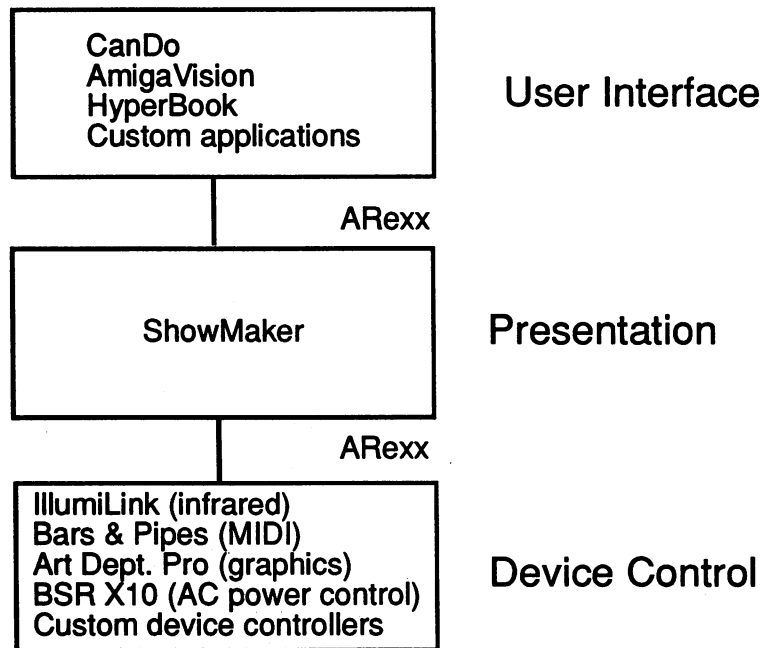 CanDo
AmigaVision
HyperBook
Custom applications
User Interface
ARexx
ShowMaker
Presentation
ARexx
IllumiLink (infrared)
Bars & Pipes (MIDI)
Art Dept. Pro (graphics)
BSR X10 (AC power control)
Custom device controllers
Device Control